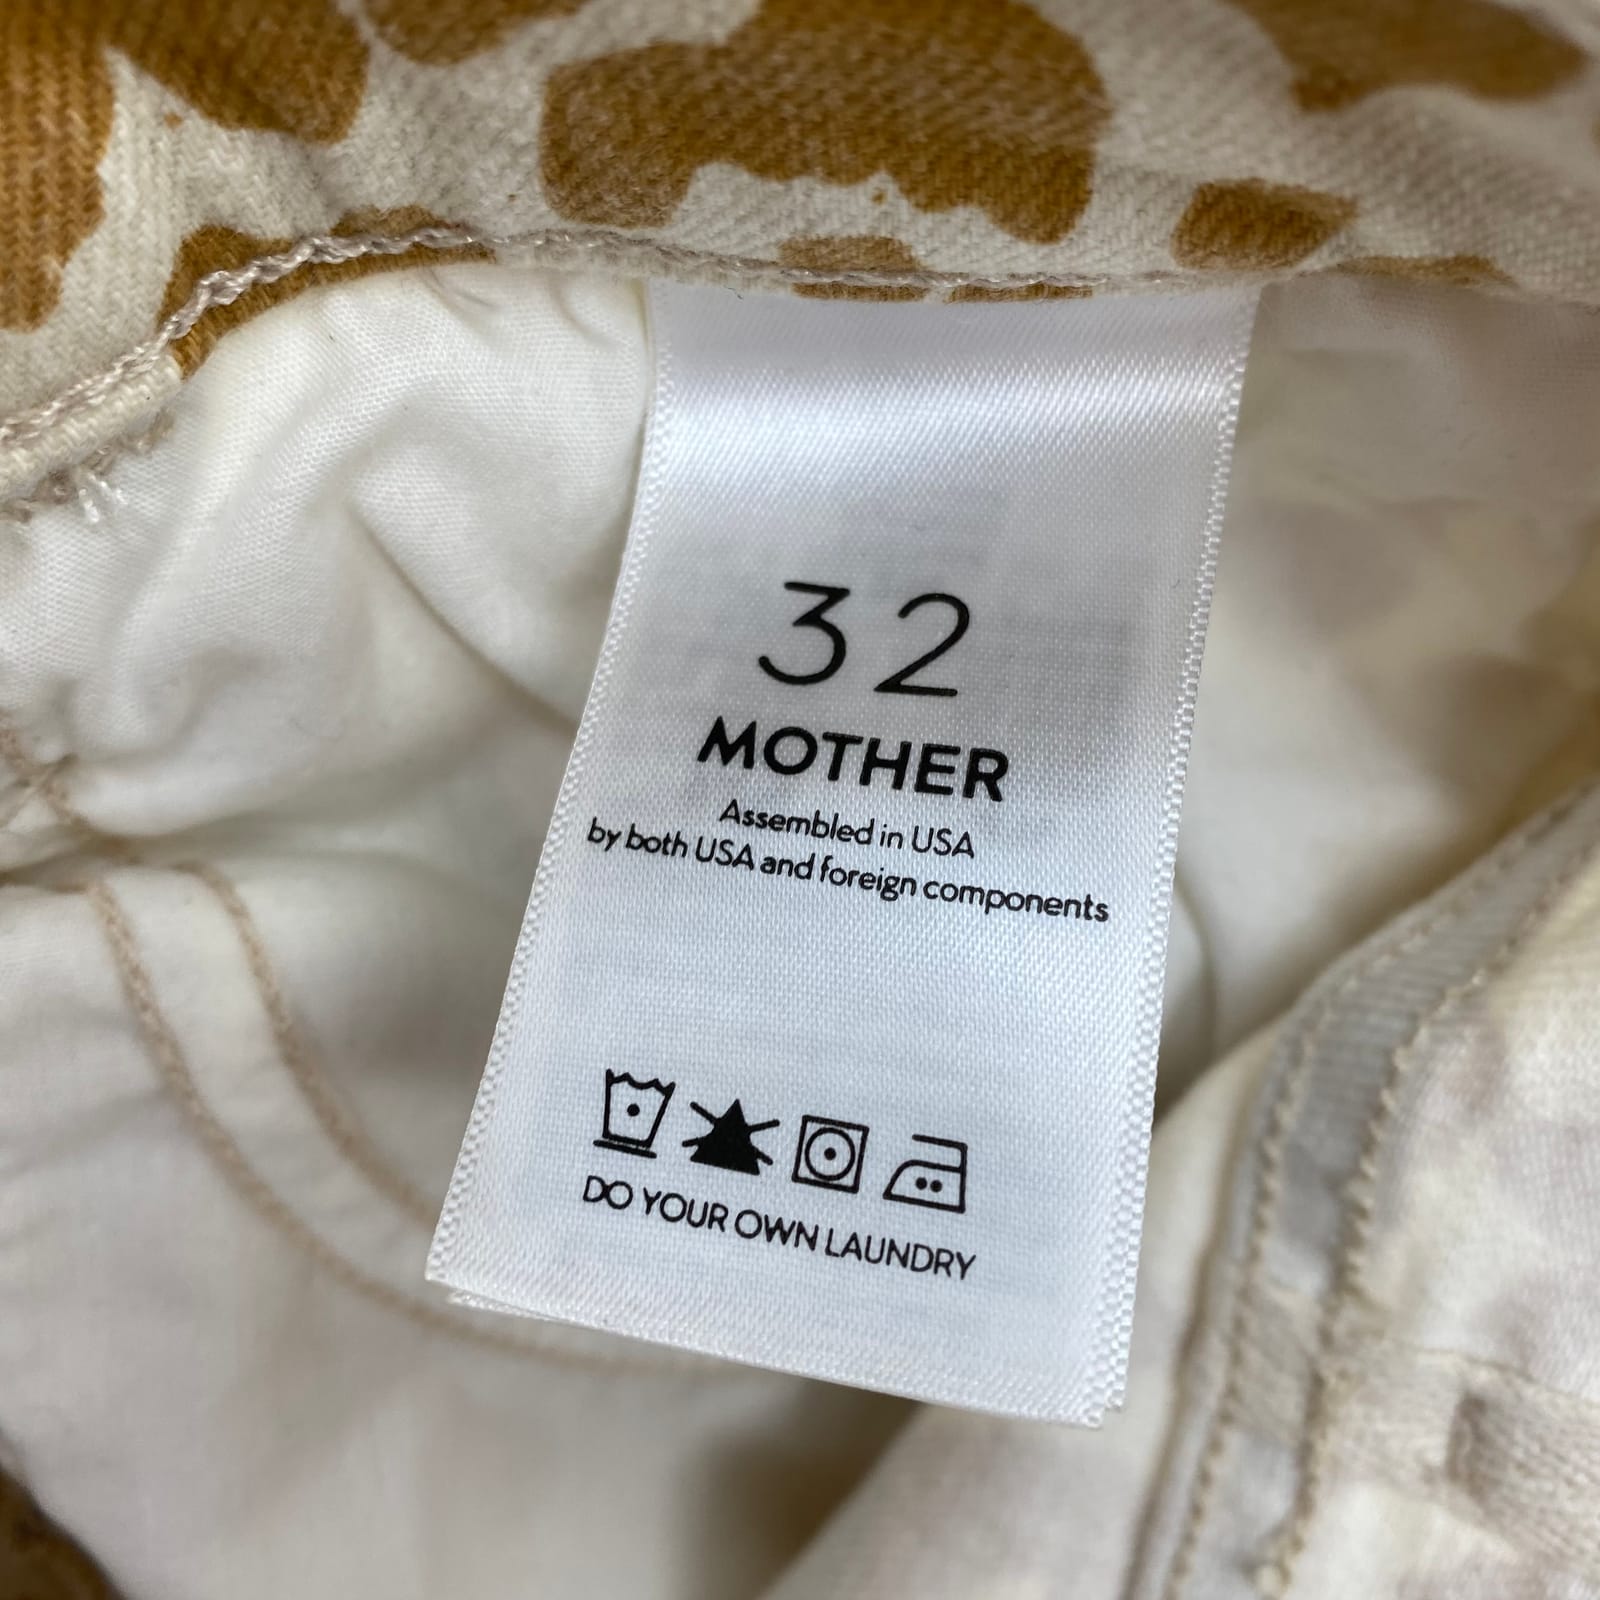 32
MOTHER
Assembled in USA
by both USA and foreign components
DO YOUR OWN LAUNDRY